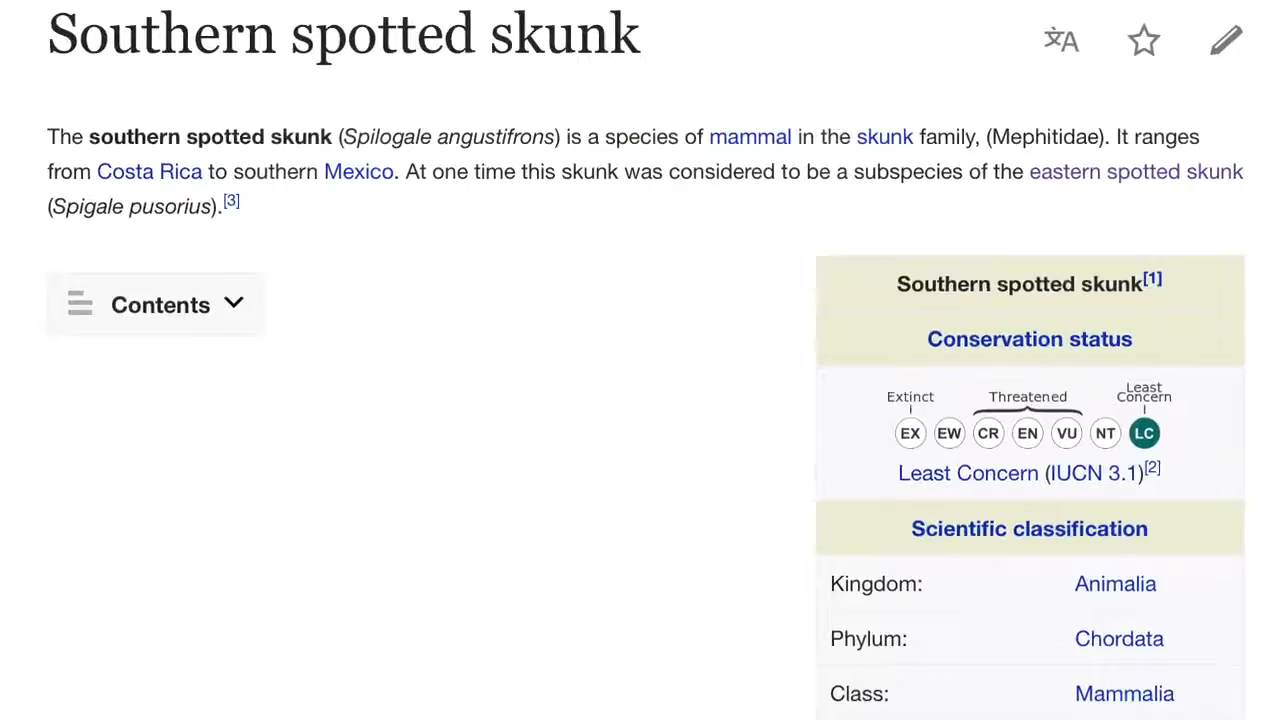 Southern spotted skunk
The southern spotted skunk (Spilogale angustifrons) is a species of mammal in the skunk family, (Mephitidae). It ranges
from Costa Rica to southern Mexico. At one time this skunk was considered to be a subspecies of the eastern spotted skunk
(Spigale pusorius).[3]
Contents
Southern spotted skunk[1]
Conservation status
Extinct Threatened Least Concern
EX EW CR EN VU NT LC
Least Concern (IUCN 3.1)[2]
Scientific classification
Kingdom: Animalia
Phylum: Chordata
Class: Mammalia